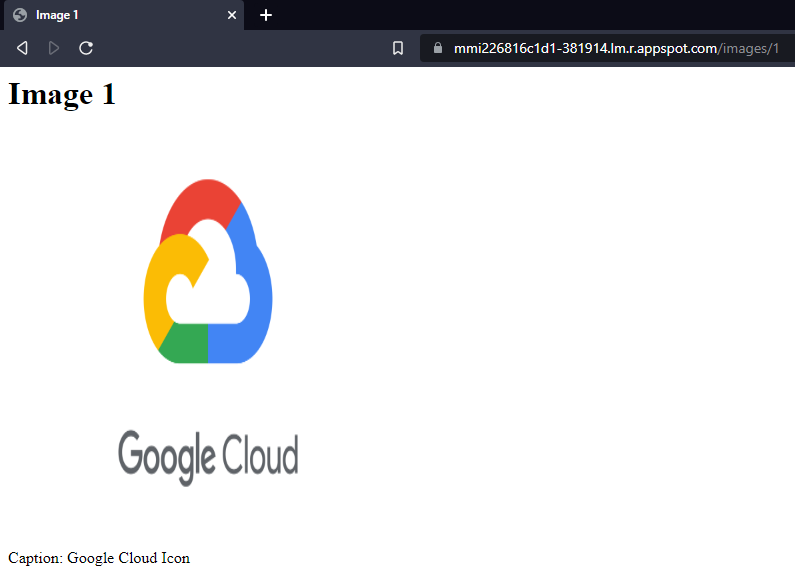 Image 1
mmi226816c1d1-381914.lm.r.appspot.com/images/1
Image 1
Google Cloud
Caption: Google Cloud Icon